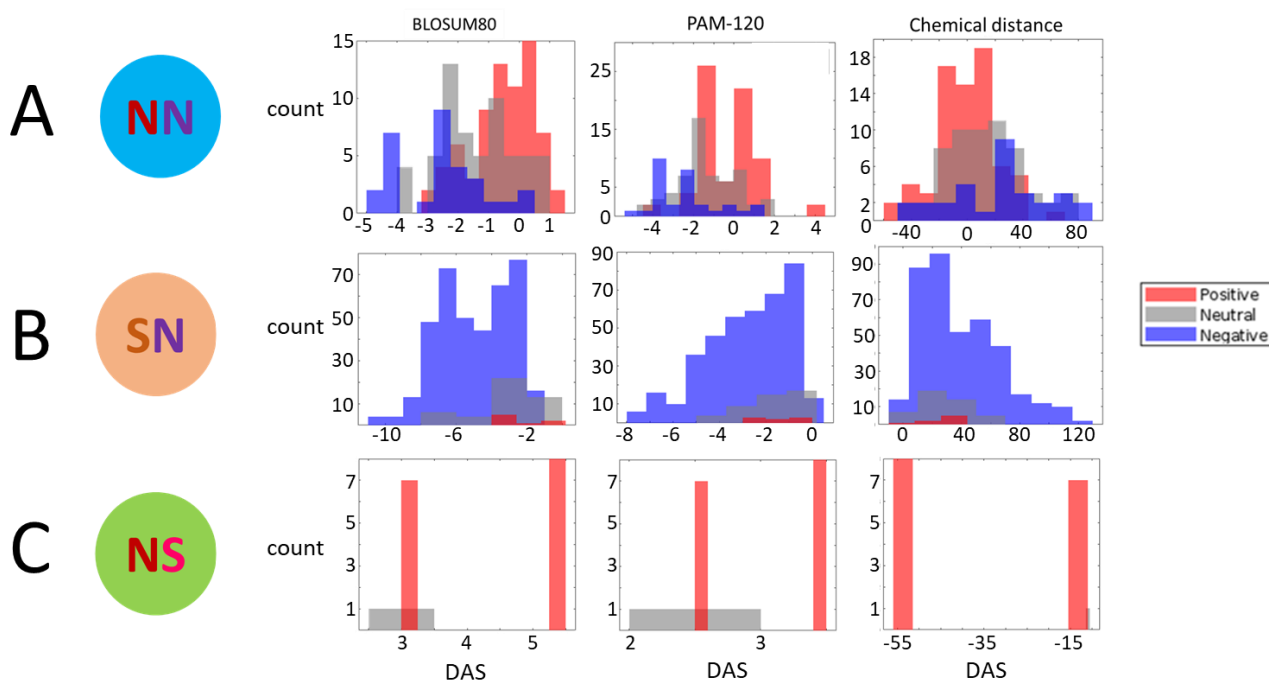 BLOSUM80 PAM-120 Chemical distance
A NN count
15 10 5 0
-5 -4 -3 -2 -1 0 1
25 15 5 0
-4 -2 0 2 4
18 14 10 6 2 0
-40 0 40 80
B SN count
70 50 30 10
-10 -6 -2
90 70 50 30 10
-8 -6 -4 -2 0
90 70 50 30 10
0 40 80 120
Positive
Neutral
Negative
C NS count
7 5 3 1
3 4 5
7 5 3 1
2 3
7 5 3 1
-55 -35 -15
DAS DAS DAS